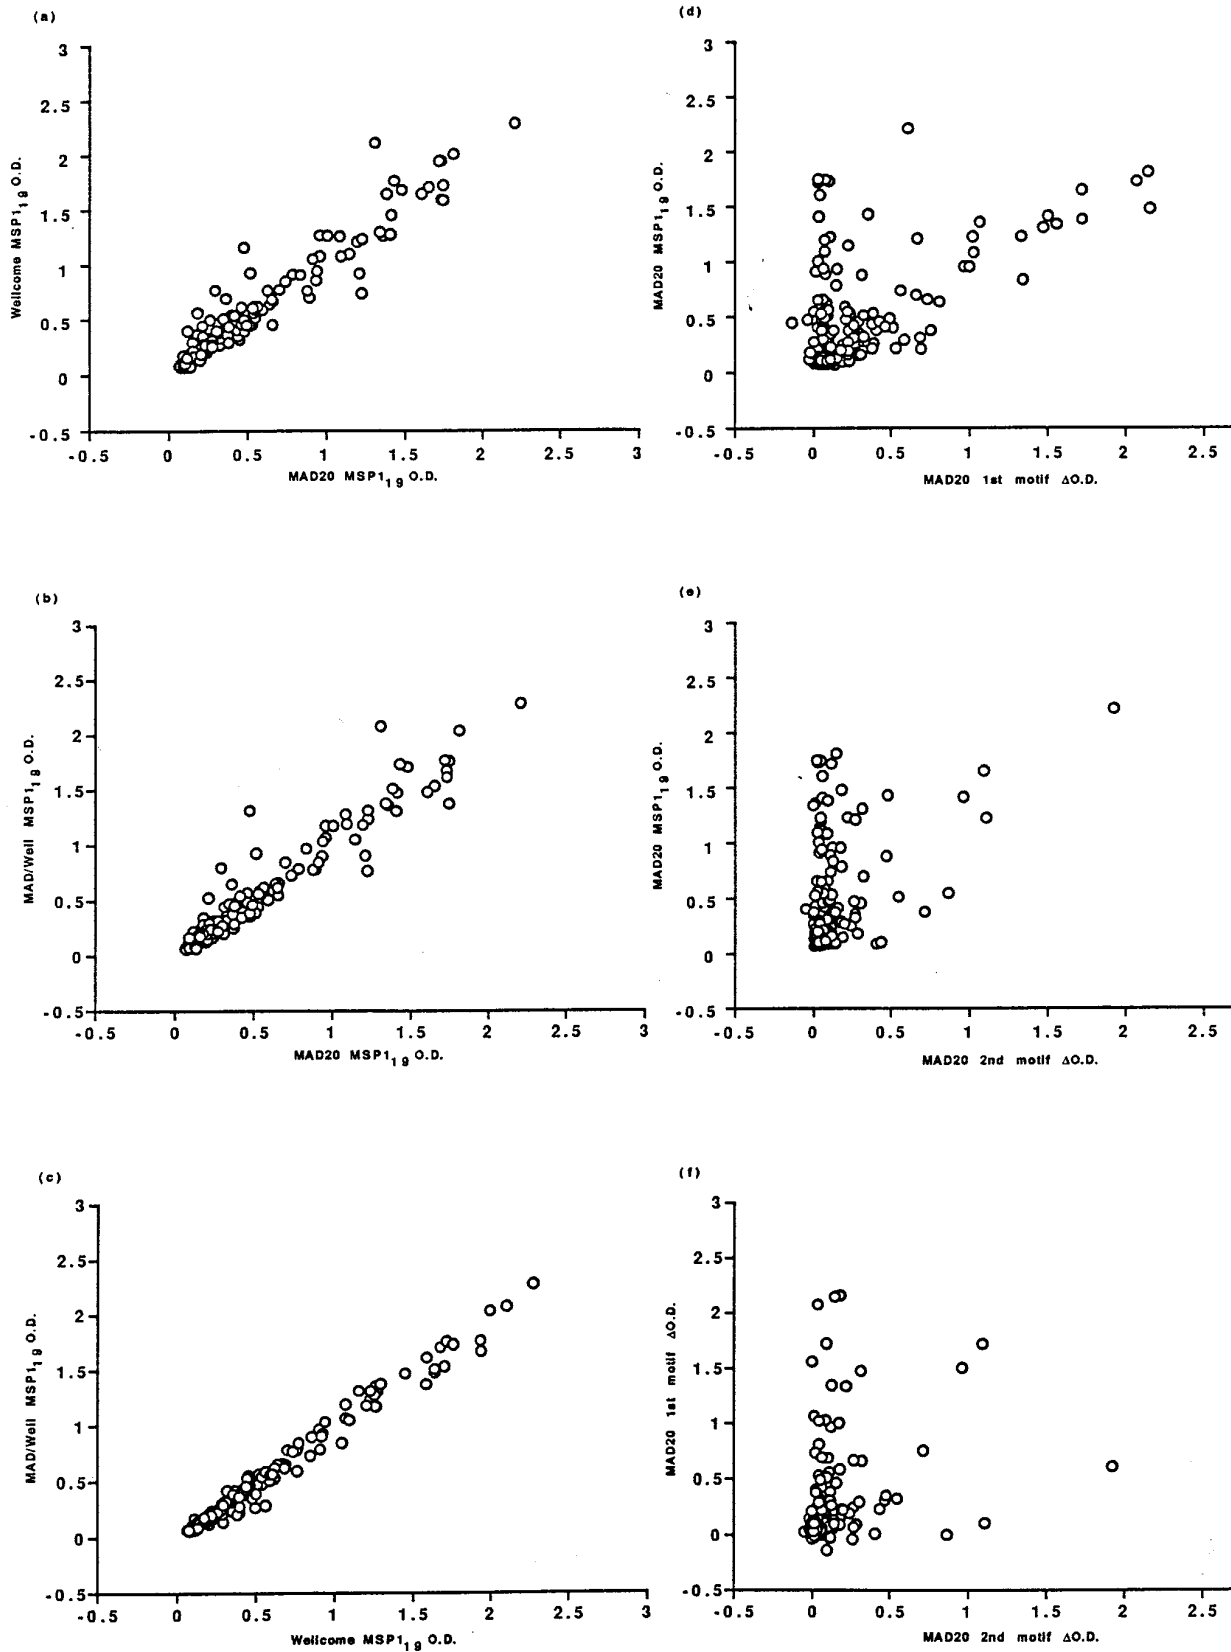 (a)
3
2.5
2
1.5
1
0.5
0
-0.5
Wellcome MSP1₁₉ O.D.
-0.5 0 0.5 1 1.5 2 2.5 3
MAD20 MSP1₁₉ O.D.
(d)
3
2.5
2
1.5
1
0.5
0
-0.5
MAD20 MSP1₁₉ O.D.
-0.5 0 0.5 1 1.5 2 2.5
MAD20 1st motif ΔO.D.
(b)
3
2.5
2
1.5
1
0.5
0
-0.5
MAD/Well MSP1₁₉ O.D.
-0.5 0 0.5 1 1.5 2 2.5 3
MAD20 MSP1₁₉ O.D.
(e)
3
2.5
2
1.5
1
0.5
0
-0.5
MAD20 MSP1₁₉ O.D.
-0.5 0 0.5 1 1.5 2 2.5
MAD20 2nd motif ΔO.D.
(c)
3
2.5
2
1.5
1
0.5
0
-0.5
MAD/Well MSP1₁₉ O.D.
-0.5 0 0.5 1 1.5 2 2.5 3
Wellcome MSP1₁₉ O.D.
(f)
3
2.5
2
1.5
1
0.5
0
-0.5
MAD20 1st motif ΔO.D.
-0.5 0 0.5 1 1.5 2 2.5
MAD20 2nd motif ΔO.D.